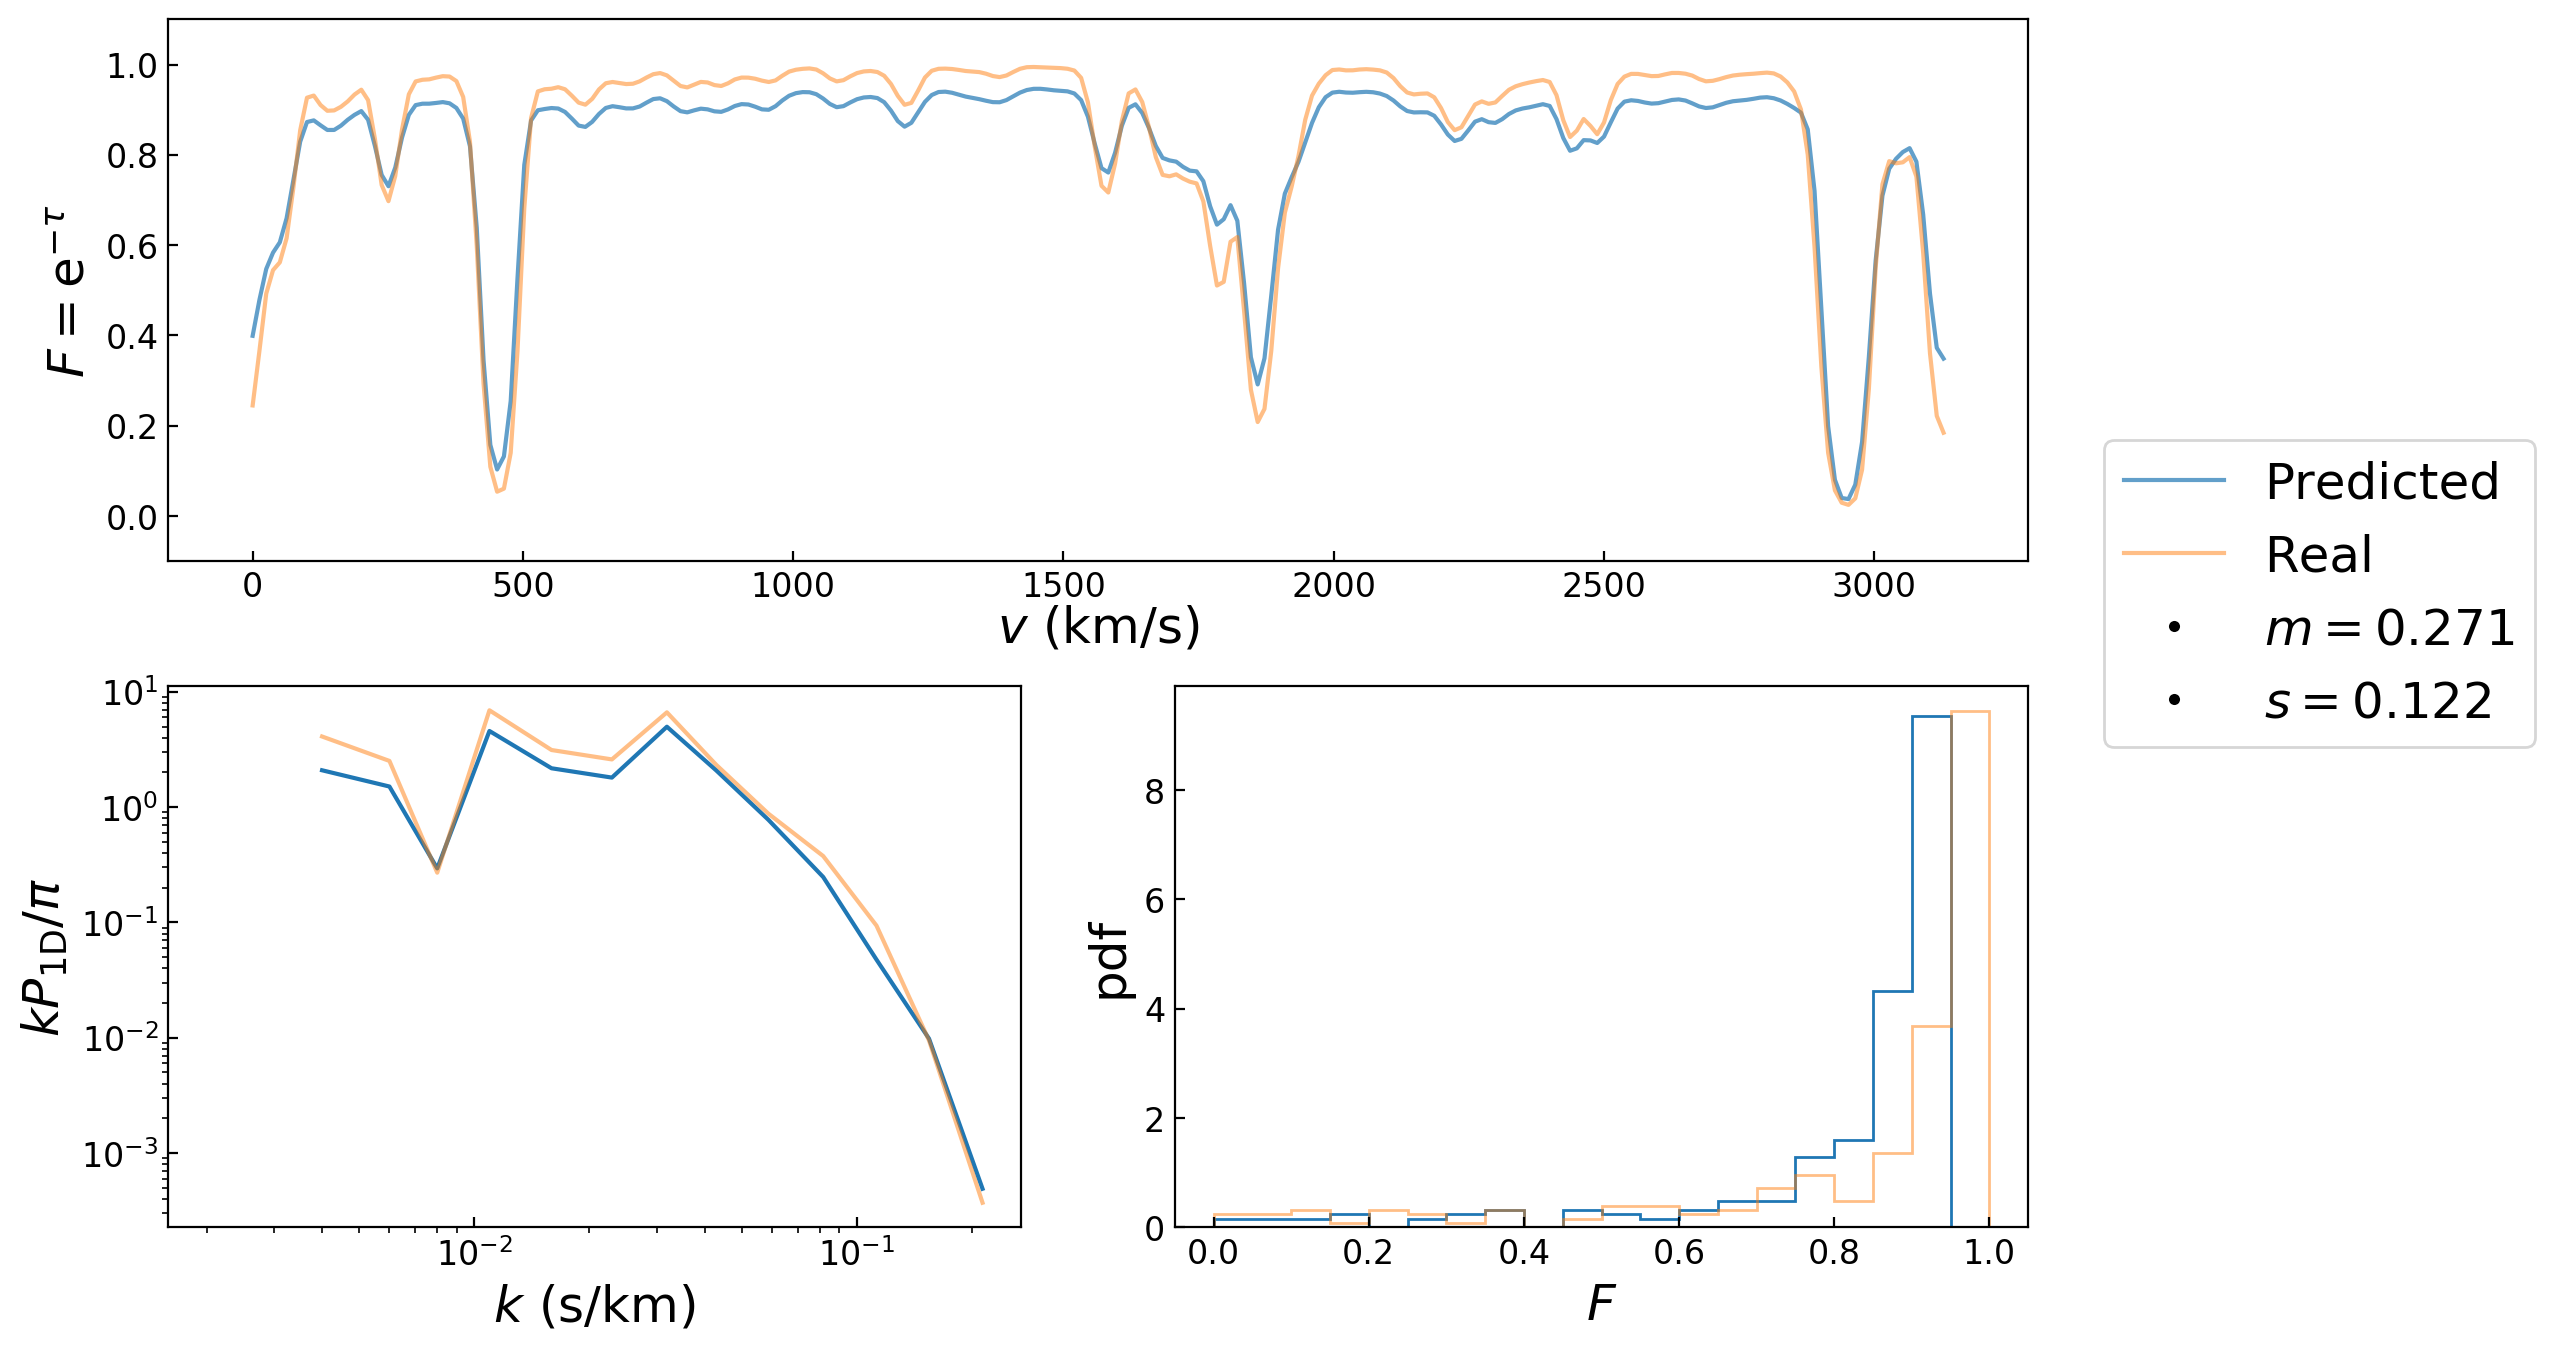 1.0
0.8
0.6
0.4
0.2
0.0
F = e^{−τ}
0 500 1000 1500 2000 2500 3000
v (km/s)
Predicted
Real
m = 0.271
s = 0.122
10^1
10^0
10^{−1}
10^{−2}
10^{−3}
kP_{1D}/π
10^{−2} 10^{−1}
k (s/km)
8
6
4
2
0
pdf
0.0 0.2 0.4 0.6 0.8 1.0
F